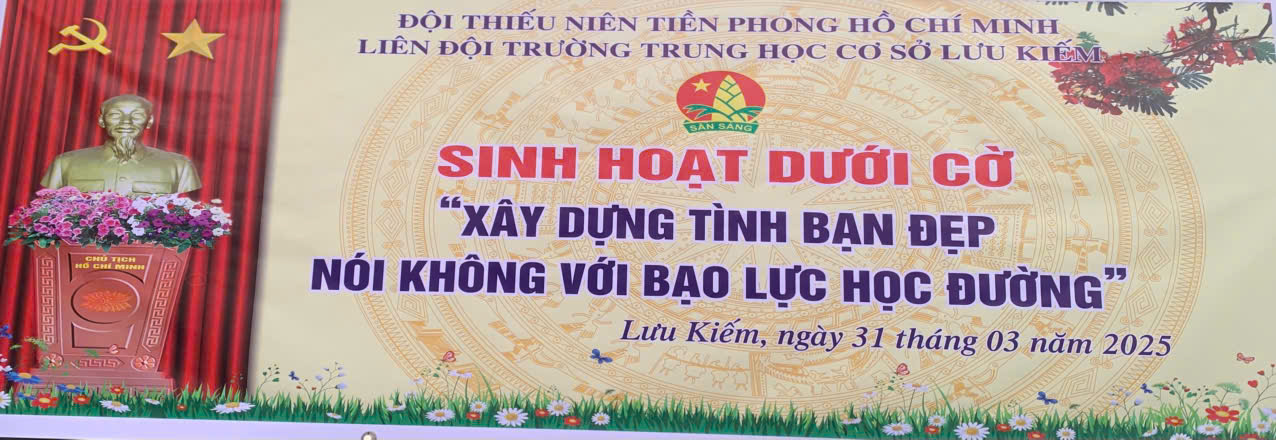 ĐỘI THIẾU NIÊN TIỀN PHONG HỒ CHÍ MINH
LIÊN ĐỘI TRƯỜNG TRUNG HỌC CƠ SỞ LƯU KIẾM
SẴN SÀNG
SINH HOẠT DƯỚI CỜ
“XÂY DỰNG TÌNH BẠN ĐẸP
NÓI KHÔNG VỚI BẠO LỰC HỌC ĐƯỜNG”
Lưu Kiếm, ngày 31 tháng 03 năm 2025
CHỦ TỊCH
HỒ CHÍ MINH